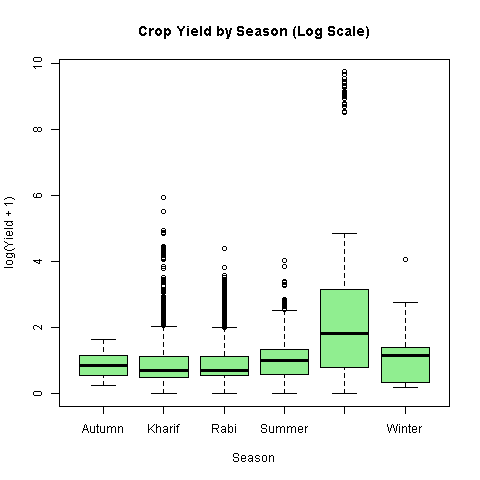 Crop Yield by Season (Log Scale)
log(Yield + 1)
10
8
6
4
2
0
Autumn Kharif Rabi Summer Winter
Season